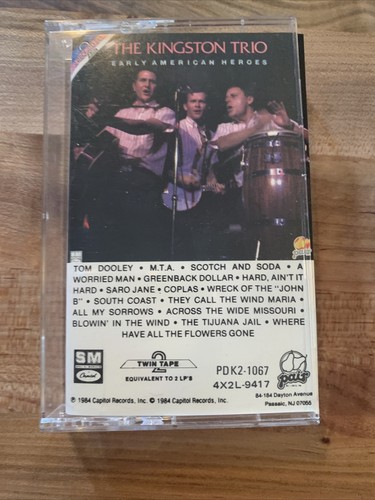 THE KINGSTON TRIO
EARLY AMERICAN HEROES
TOM DOOLEY • M.T.A. • SCOTCH AND SODA • A
WORRIED MAN • GREENBACK DOLLAR • HARD, AIN'T IT
HARD • SARO JANE • COPLAS • WRECK OF THE "JOHN
B" • SOUTH COAST • THEY CALL THE WIND MARIA •
ALL MY SORROWS • ACROSS THE WIDE MISSOURI •
BLOWIN' IN THE WIND • THE TIJUANA JAIL • WHERE
HAVE ALL THE FLOWERS GONE
SM
Capitol
2
TWIN TAPE
EQUIVALENT TO 2 LP'S
PDK2-1067
4X2L-9417
pair
℗ 1984 Capitol Records, Inc. © 1984 Capitol Records, Inc.
84-184 Dayton Avenue
Passaic, NJ 07055